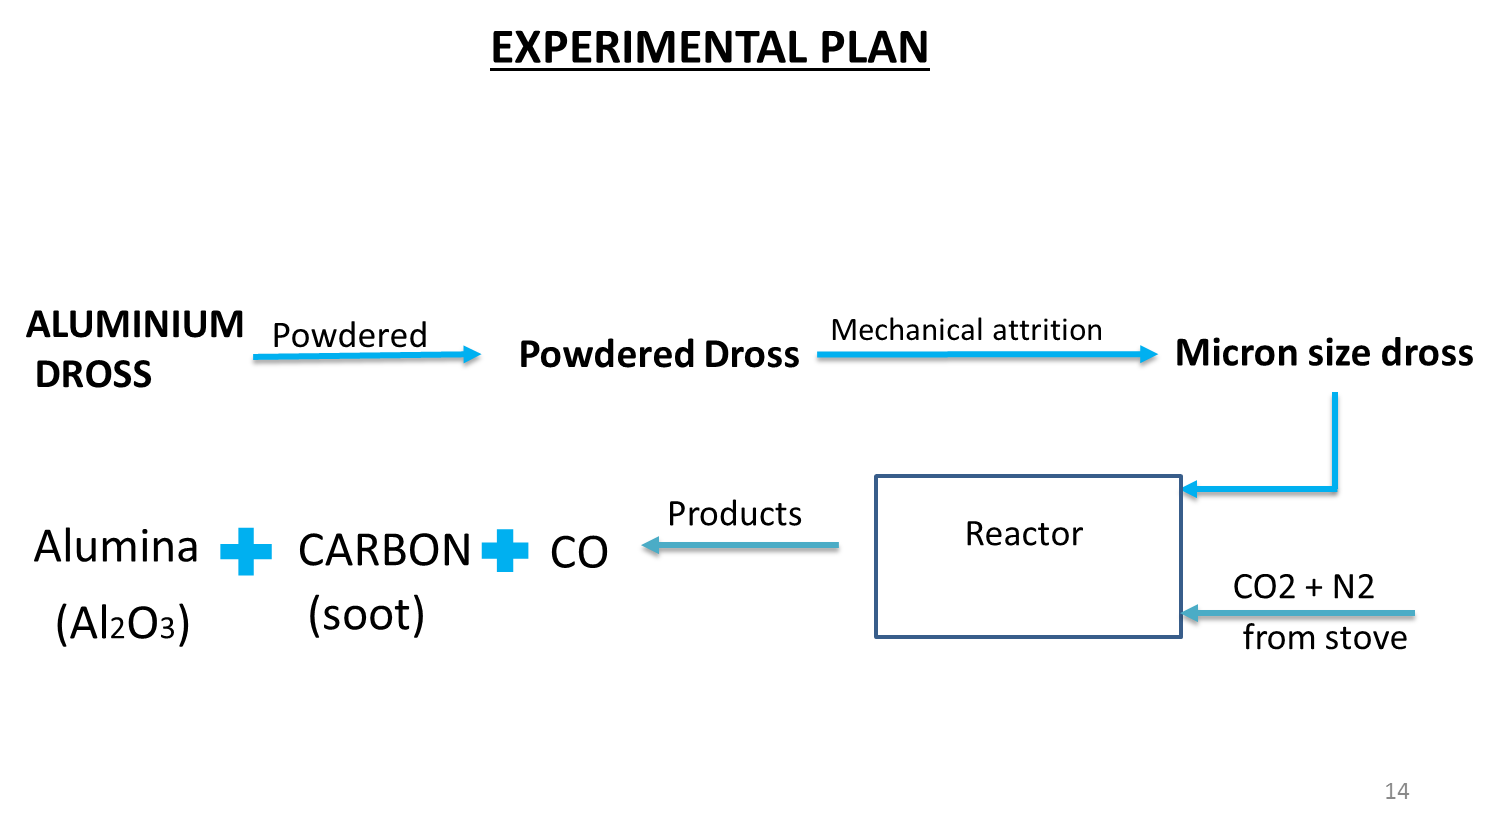 EXPERIMENTAL PLAN
ALUMINIUM
DROSS
Powdered
Powdered Dross
Mechanical attrition
Micron size dross
Reactor
CO2 + N2
from stove
Products
Alumina
(Al₂O₃)
CARBON
(soot)
CO
14